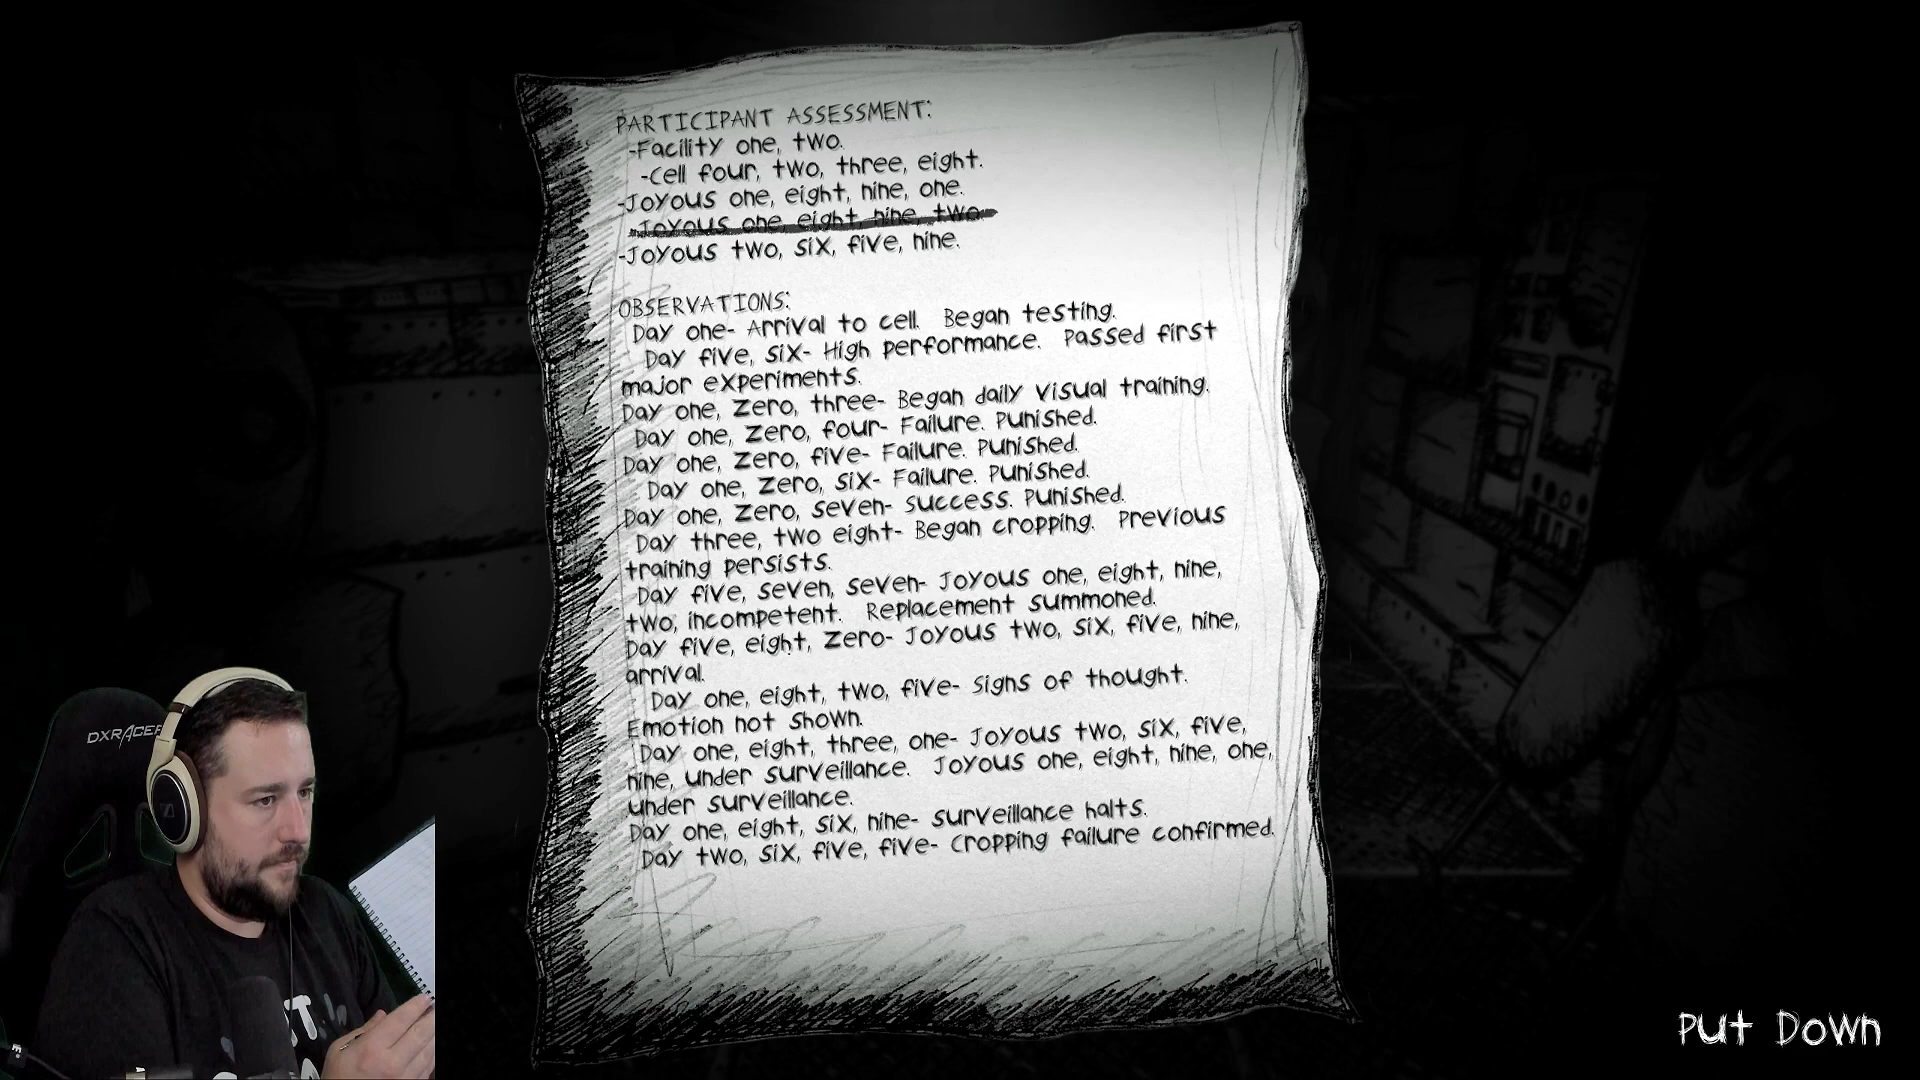 PARTICIPANT ASSESSMENT:
-Facility one, two.
-Cell four, two, three, eight.
-Joyous one, eight, nine, one.
-Joyous one, eight, nine, two.
-Joyous two, six, five, nine.
OBSERVATIONS:
Day one- Arrival to cell. Began testing.
Day five, six- High performance. Passed first
major experiments.
Day one, zero, three- Began daily visual training.
Day one, zero, four- Failure. Punished.
Day one, zero, five- Failure. Punished.
Day one, zero, six- Failure. Punished.
Day one, zero, seven- Success. Punished.
Day three, two eight- Began cropping. Previous
training persists.
Day five, seven, seven- Joyous one, eight, nine,
two, incompetent. Replacement summoned.
Day five, eight, zero- Joyous two, six, five, nine,
arrival.
Day one, eight, two, five- Signs of thought.
Emotion not shown.
Day one, eight, three, one- Joyous two, six, five,
nine, under surveillance. Joyous one, eight, nine, one,
under surveillance.
Day one, eight, six, nine- Surveillance halts.
Day two, six, five, five- Cropping failure confirmed.
Put Down
DXRACER